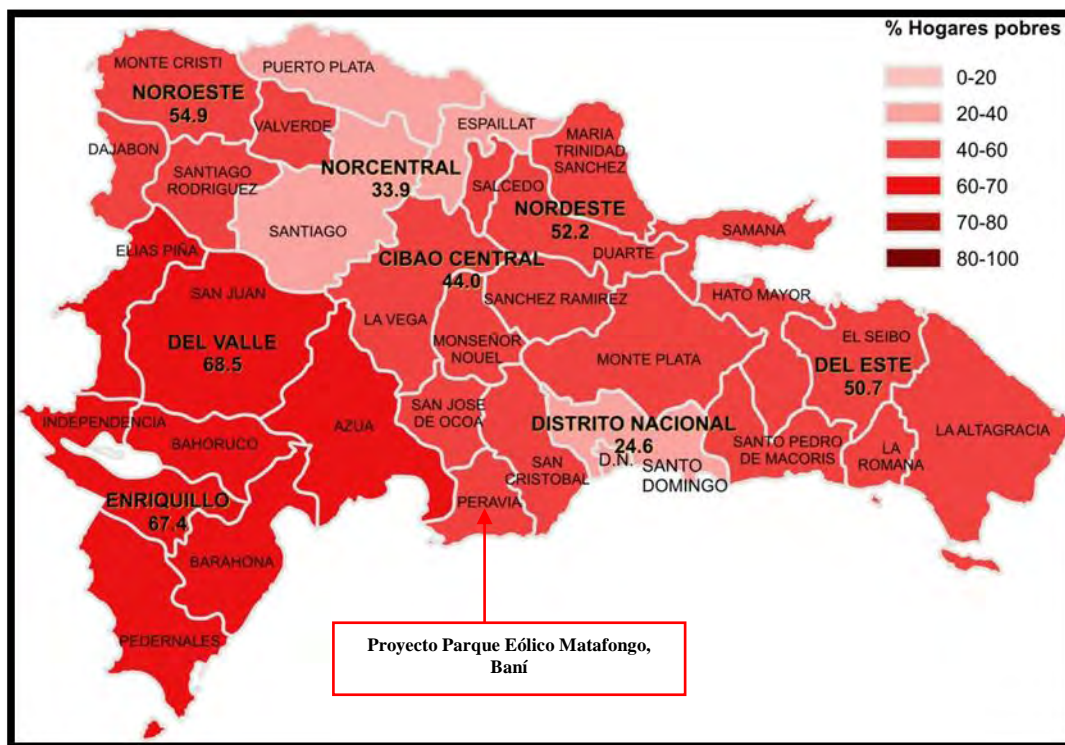 % Hogares pobres
0-20
20-40
40-60
60-70
70-80
80-100
MONTE CRISTI
NOROESTE
54.9
PUERTO PLATA
VALVERDE
ESPAILLAT
DAJABON
SANTIAGO
RODRIGUEZ
NORCENTRAL
33.9
MARIA
TRINIDAD
SANCHEZ
SALCEDO
NORDESTE
52.2
SANTIAGO
DUARTE
SAMANA
ELIAS PIÑA
SAN JUAN
CIBAO CENTRAL
44.0
SANCHEZ RAMIREZ
HATO MAYOR
LA VEGA
MONSEÑOR
NOUEL
EL SEIBO
DEL VALLE
68.5
MONTE PLATA
DEL ESTE
50.7
INDEPENDENCIA
BAHORUCO
AZUA
SAN JOSE
DE OCOA
DISTRITO NACIONAL
24.6
D.N.
SANTO
DOMINGO
SAN
CRISTOBAL
SANTO PEDRO
DE MACORIS
LA
ROMANA
LA ALTAGRACIA
ENRIQUILLO
67.4
PERAVIA
BARAHONA
PEDERNALES
Proyecto Parque Eólico Matafongo,
Baní